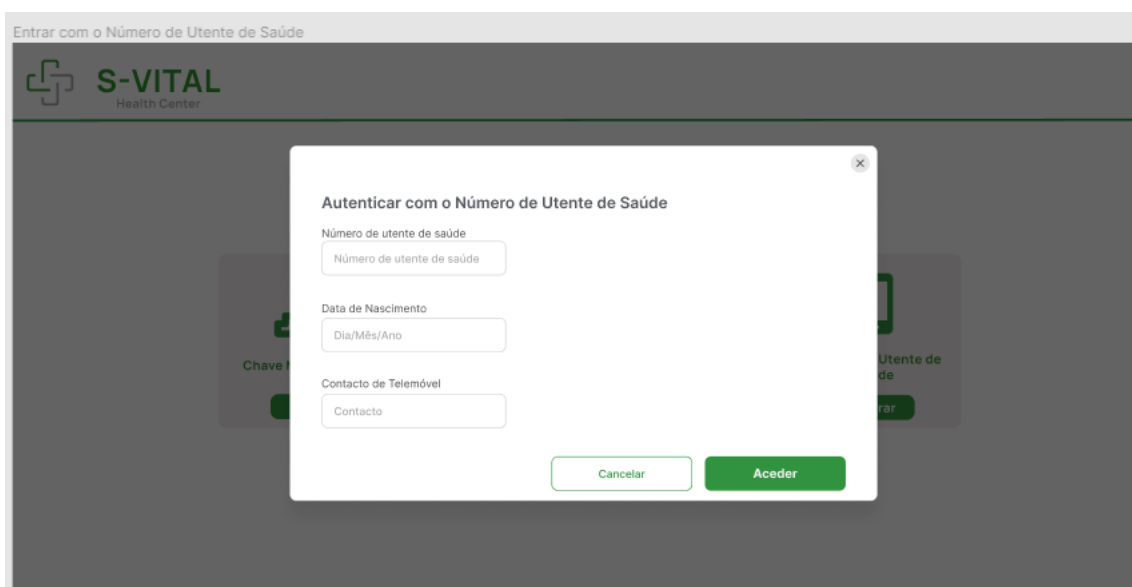 Entrar com o Número de Utente de Saúde
S-VITAL
Health Center
Autenticar com o Número de Utente de Saúde
Número de utente de saúde
Número de utente de saúde
Data de Nascimento
Dia/Mês/Ano
Contacto de Telemóvel
Contacto
Cancelar
Aceder
Chave
Utente de